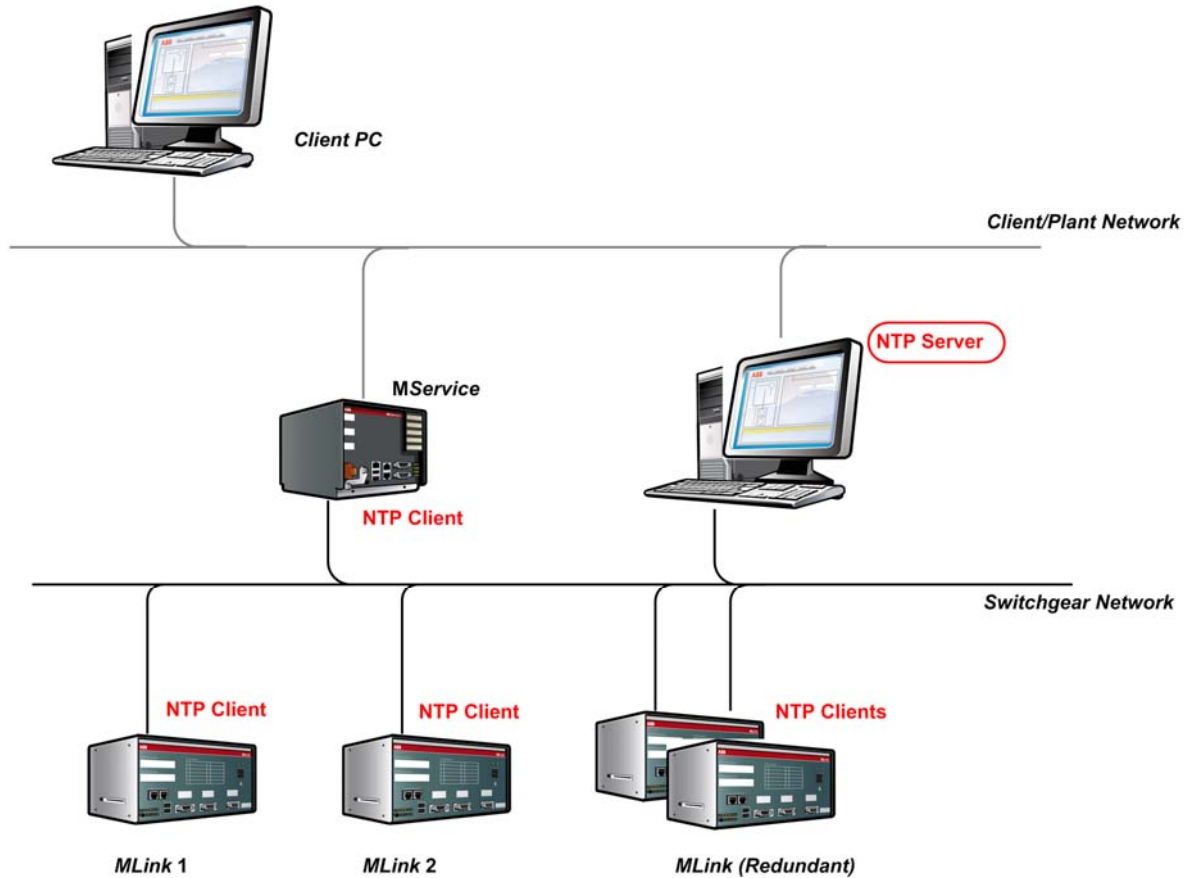 Client PC
Client/Plant Network
NTP Server
MService
NTP Client
Switchgear Network
NTP Client
NTP Client
NTP Clients
MLink 1
MLink 2
MLink (Redundant)